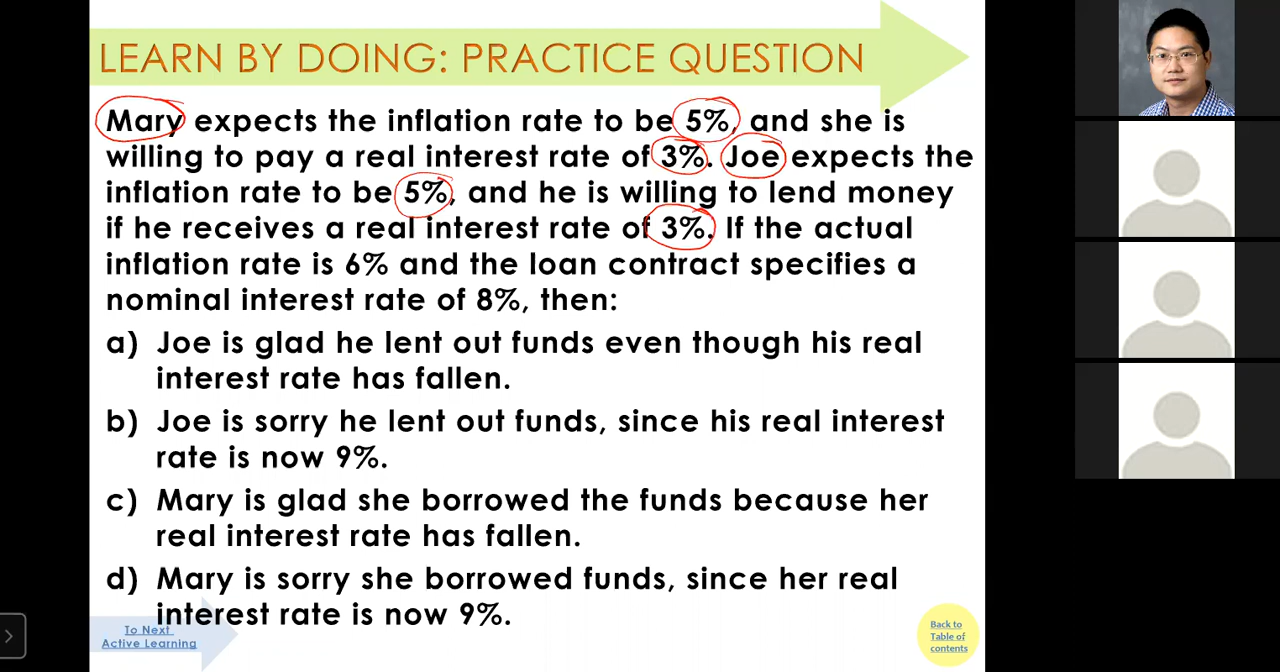 LEARN BY DOING: PRACTICE QUESTION
Mary expects the inflation rate to be 5%, and she is
willing to pay a real interest rate of 3%. Joe expects the
inflation rate to be 5%, and he is willing to lend money
if he receives a real interest rate of 3%. If the actual
inflation rate is 6% and the loan contract specifies a
nominal interest rate of 8%, then:
a) Joe is glad he lent out funds even though his real
interest rate has fallen.
b) Joe is sorry he lent out funds, since his real interest
rate is now 9%.
c) Mary is glad she borrowed the funds because her
real interest rate has fallen.
d) Mary is sorry she borrowed funds, since her real
interest rate is now 9%.
To Next
Active Learning
Back to
Table of
contents